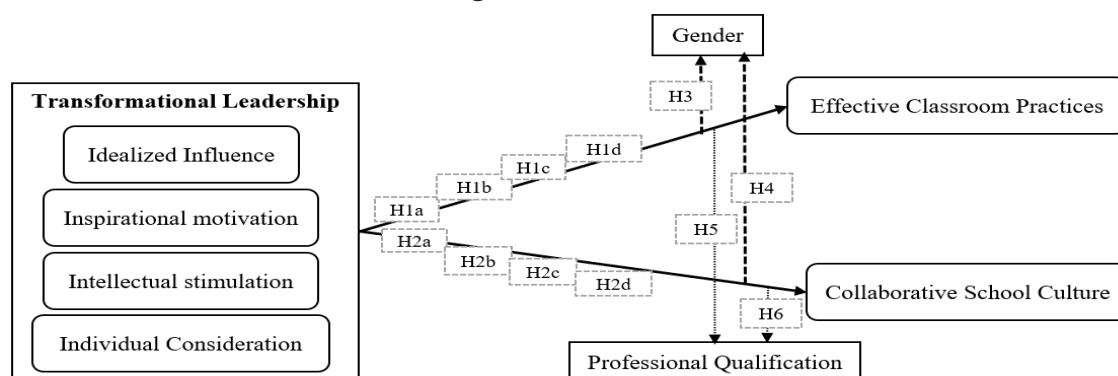 Gender
Transformational Leadership
H3
Effective Classroom Practices
Idealized Influence
H1d
H1c
H1b
H4
Inspirational motivation
H1a
H5
H2a
H2b
H2c
Intellectual stimulation
H2d
Collaborative School Culture
H6
Individual Consideration
Professional Qualification